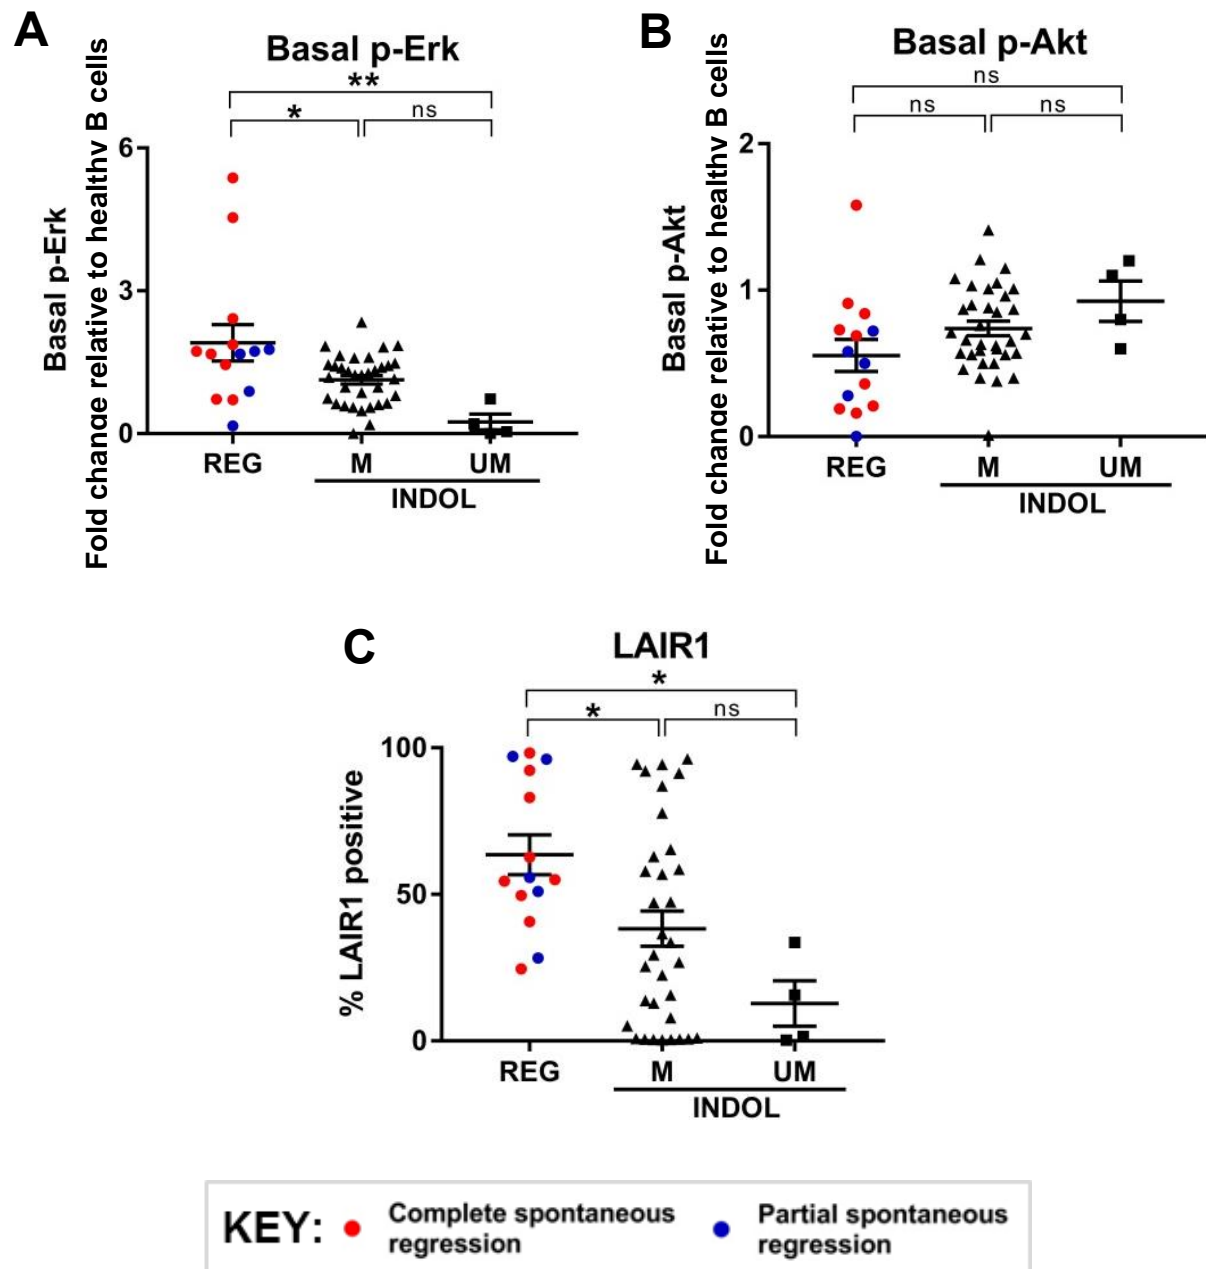 A
Basal p-Erk
**
*
ns
Basal p-Erk
Fold change relative to healthy B cells
6
3
0
REG
M
UM
INDOL
B
Basal p-Akt
ns
ns
ns
Basal p-Akt
Fold change relative to healthy B cells
2
1
0
REG
M
UM
INDOL
C
LAIR1
*
*
ns
% LAIR1 positive
100
50
0
REG
M
UM
INDOL
KEY:
Complete spontaneous
regression
Partial spontaneous
regression